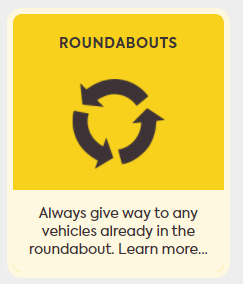 ROUNDABOUTS
Always give way to any
vehicles already in the
roundabout. Learn more...